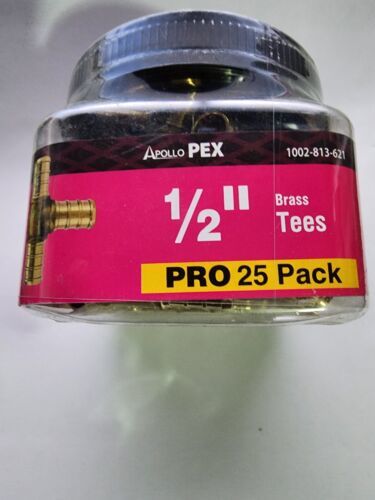 APOLLO PEX
1002-813-621
1/2"
Brass
Tees
PRO 25 Pack